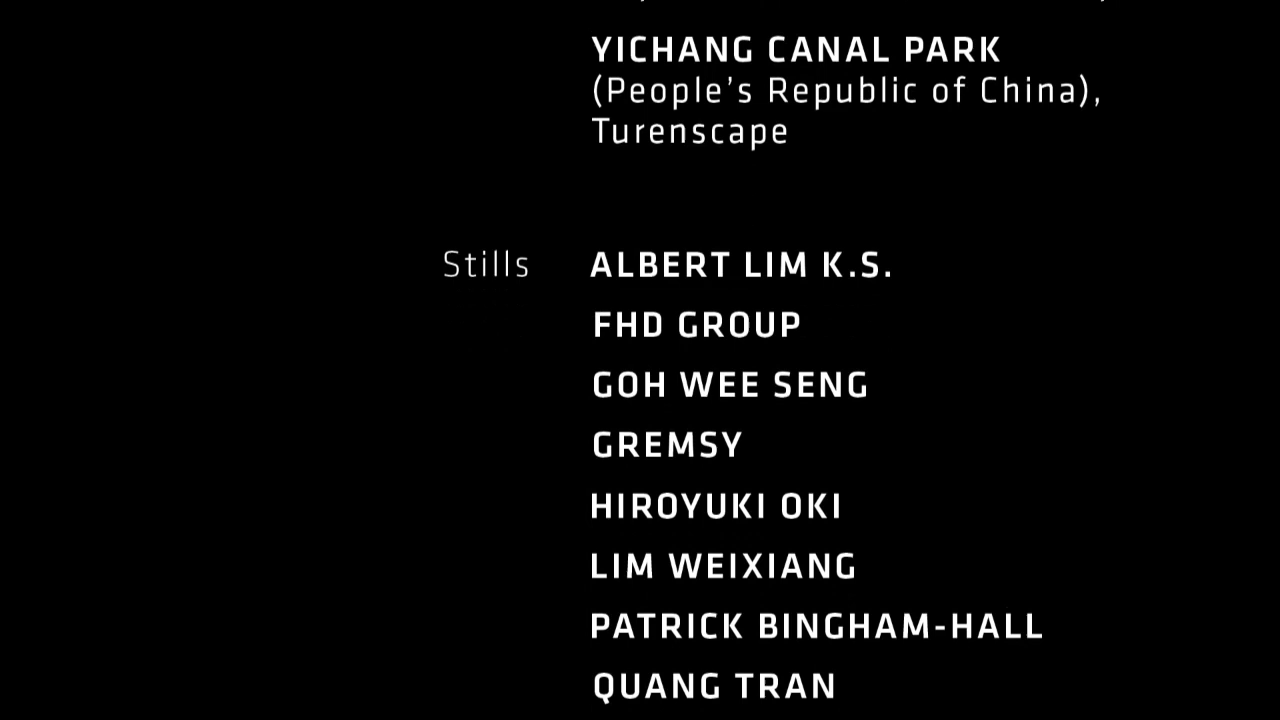 YICHANG CANAL PARK
(People's Republic of China),
Turenscape
Stills ALBERT LIM K.S.
FHD GROUP
GOH WEE SENG
GREMSY
HIROYUKI OKI
LIM WEIXIANG
PATRICK BINGHAM-HALL
QUANG TRAN